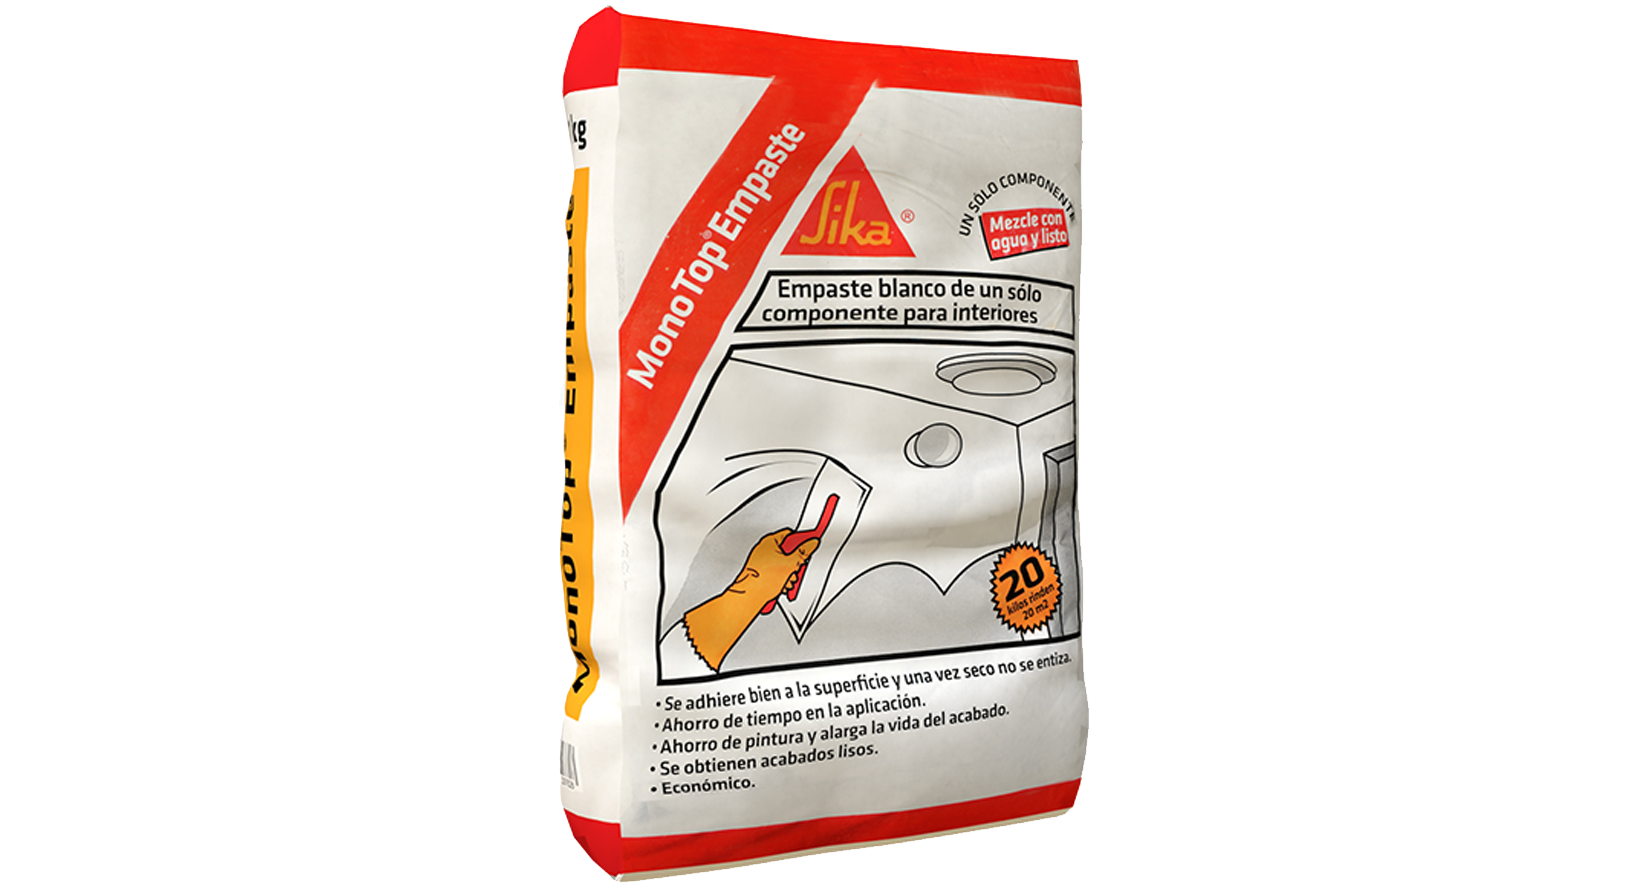 kg
MonoTop® Empaste
MonoTop® Empaste
Sika®
UN SÓLO COMPONENTE
Mezcle con
agua y listo
Empaste blanco de un sólo
componente para interiores
20
kilos rinden
20 m2
• Se adhiere bien a la superficie y una vez seco no se entiza.
• Ahorro de tiempo en la aplicación.
• Ahorro de pintura y alarga la vida del acabado.
• Se obtienen acabados lisos.
• Económico.